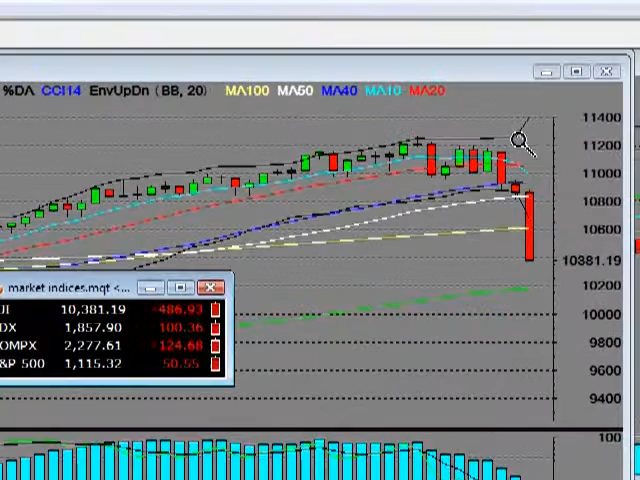 %DA CCI14 EnvUpDn (BB, 20) MA100 MA50 MA40 MA10 MA20
11400
11200
11000
10800
10600
10381.19
10200
10000
9800
9600
9400
100
market indices.mqt <...
JI 10,381.19 -486.93
DX 1,857.90 100.36
OMPX 2,277.61 -124.68
&P 500 1,115.32 50.55